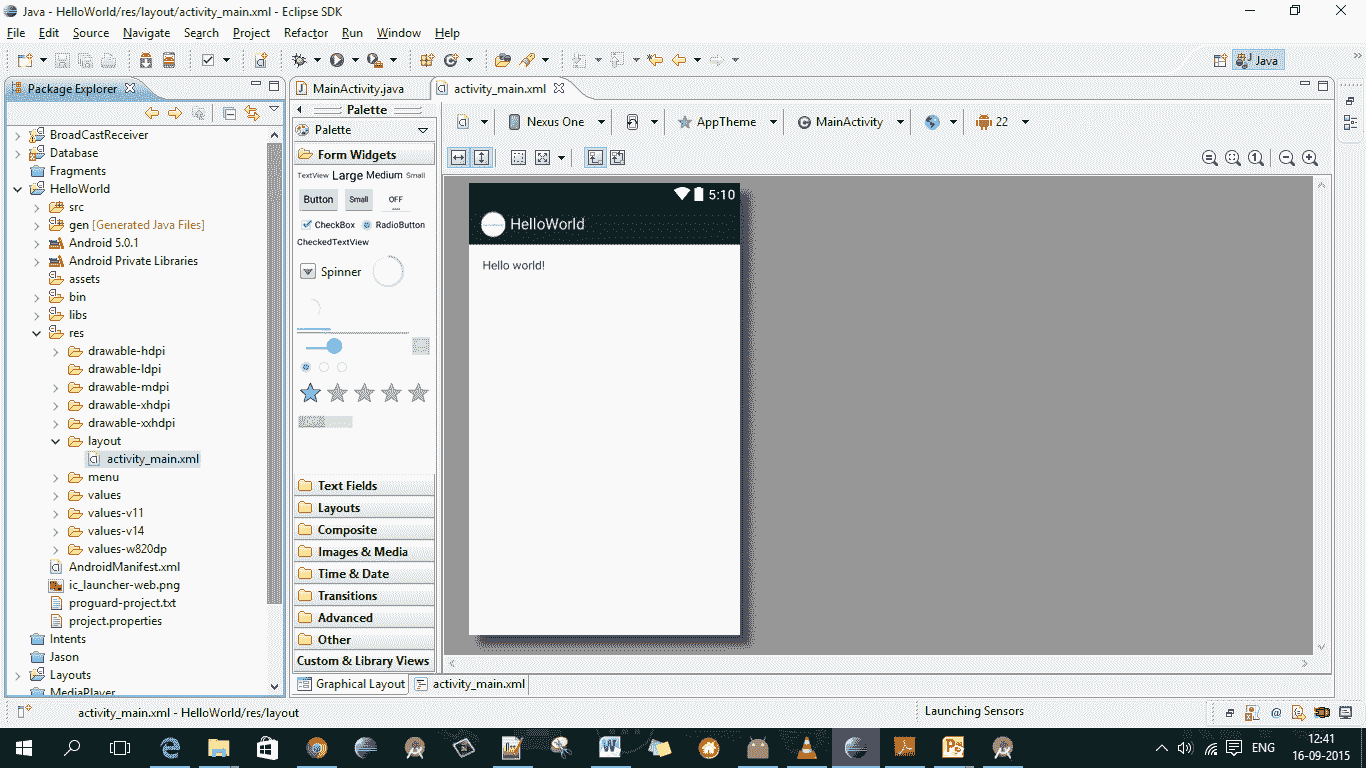 Java - HelloWorld/res/layout/activity_main.xml - Eclipse SDK
File Edit Source Navigate Search Project Refactor Run Window Help
Java
Package Explorer
BroadCastReceiver
Database
Fragments
HelloWorld
src
gen [Generated Java Files]
Android 5.0.1
Android Private Libraries
assets
bin
libs
res
drawable-hdpi
drawable-ldpi
drawable-mdpi
drawable-xhdpi
drawable-xxhdpi
layout
activity_main.xml
menu
values
values-v11
values-v14
values-w820dp
AndroidManifest.xml
ic_launcher-web.png
proguard-project.txt
project.properties
Intents
Jason
Layouts
MediaPlayer
MainActivity.java
activity_main.xml
Palette
Palette
Form Widgets
TextView Large Medium Small
Button Small OFF
CheckBox RadioButton
CheckedTextView
Spinner
Text Fields
Layouts
Composite
Images & Media
Time & Date
Transitions
Advanced
Other
Custom & Library Views
Graphical Layout activity_main.xml
Nexus One AppTheme MainActivity 22
5:10
HelloWorld
Hello world!
activity_main.xml - HelloWorld/res/layout
Launching Sensors
ENG
12:41
16-09-2015